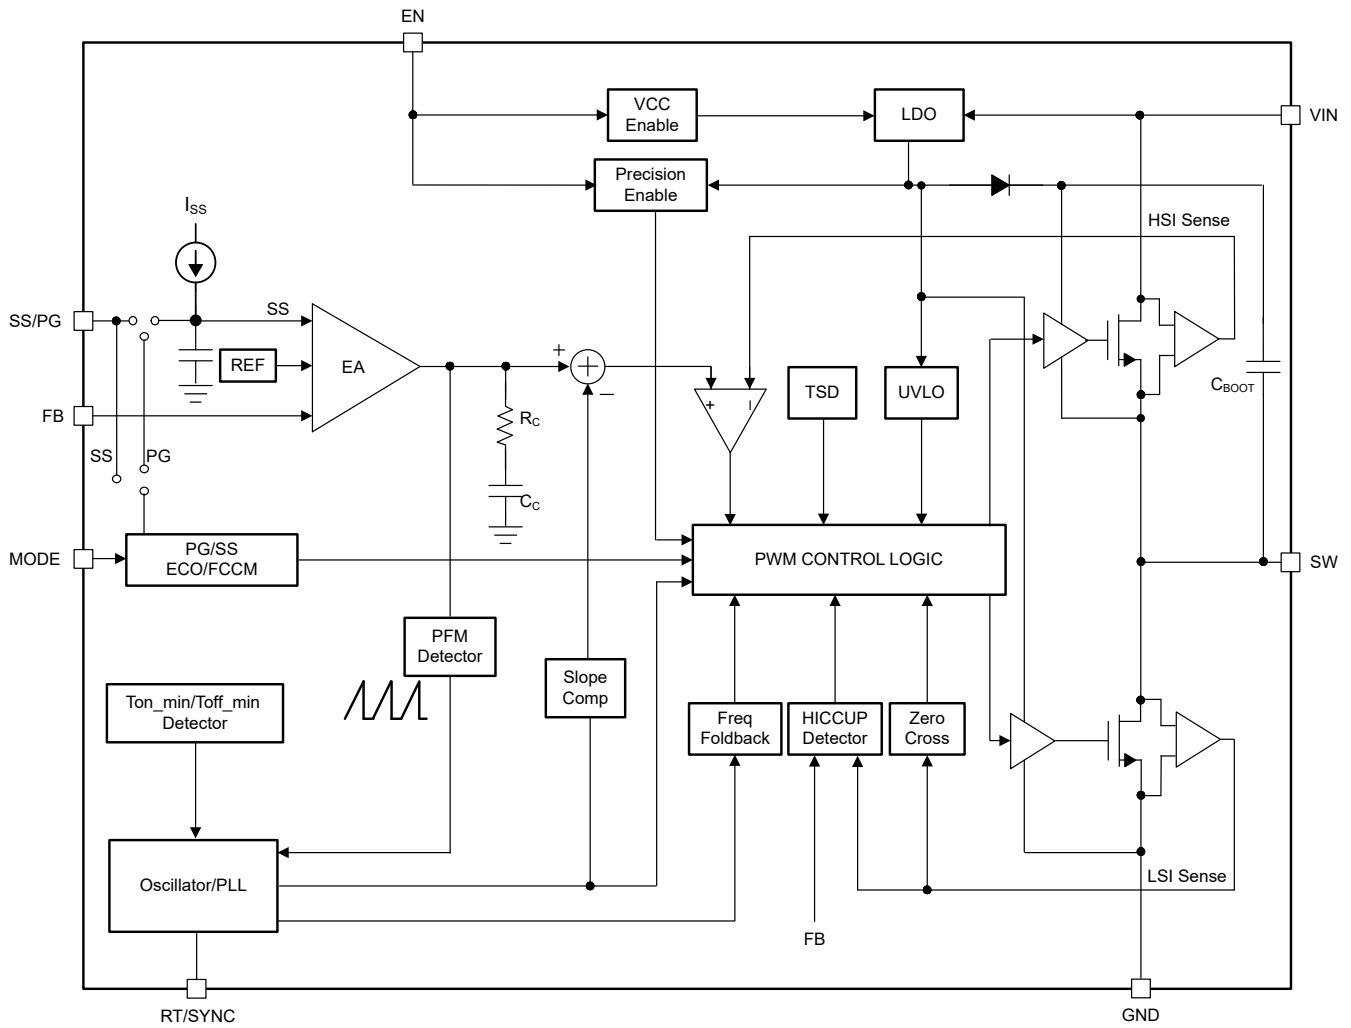 EN
VCC
Enable
LDO
VIN
Precision
Enable
ISS
HSI Sense
SS/PG
SS
REF
EA
+
+
−
+
−
TSD
UVLO
CBOOT
FB
RC
SS
PG
CC
MODE
PG/SS
ECO/FCCM
PWM CONTROL LOGIC
SW
PFM
Detector
Slope
Comp
Ton_min/Toff_min
Detector
Freq
Foldback
HICCUP
Detector
Zero
Cross
Oscillator/PLL
LSI Sense
FB
RT/SYNC
GND